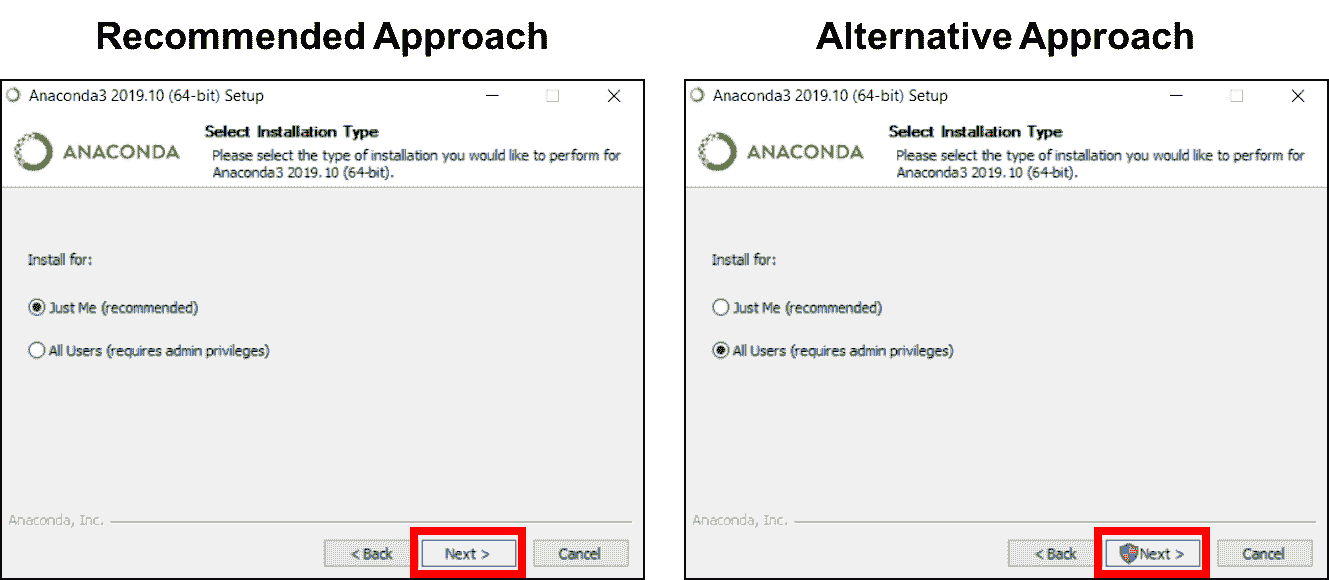 Recommended Approach
Anaconda3 2019.10 (64-bit) Setup
ANACONDA
Select Installation Type
Please select the type of installation you would like to perform for
Anaconda3 2019.10 (64-bit).
Install for:
Just Me (recommended)
All Users (requires admin privileges)
Anaconda, Inc.
< Back
Next >
Cancel
Alternative Approach
Anaconda3 2019.10 (64-bit) Setup
ANACONDA
Select Installation Type
Please select the type of installation you would like to perform for
Anaconda3 2019.10 (64-bit).
Install for:
Just Me (recommended)
All Users (requires admin privileges)
Anaconda, Inc.
< Back
Next >
Cancel